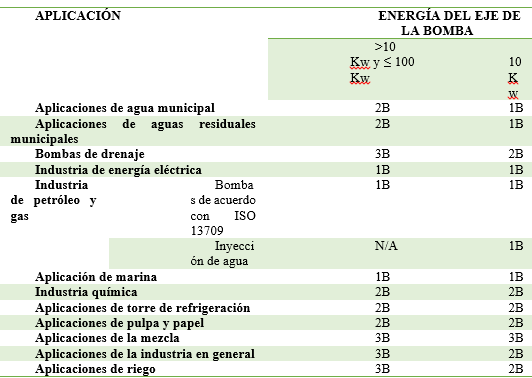 APLICACIÓN ENERGÍA DEL EJE DE
LA BOMBA
>10
Kw y ≤ 100 10
Kw K
w
Aplicaciones de agua municipal 2B 1B
Aplicaciones de aguas residuales 2B 1B
municipales
Bombas de drenaje 3B 2B
Industria de energía eléctrica 1B 1B
Industria Bomba 1B 1B
de petróleo y s de acuerdo
gas con ISO
13709
Inyecci N/A 1B
ón de agua
Aplicación de marina 1B 1B
Industria química 2B 2B
Aplicaciones de torre de refrigeración 2B 2B
Aplicaciones de pulpa y papel 2B 2B
Aplicaciones de la mezcla 3B 3B
Aplicaciones de la industria en general 3B 2B
Aplicaciones de riego 3B 2B